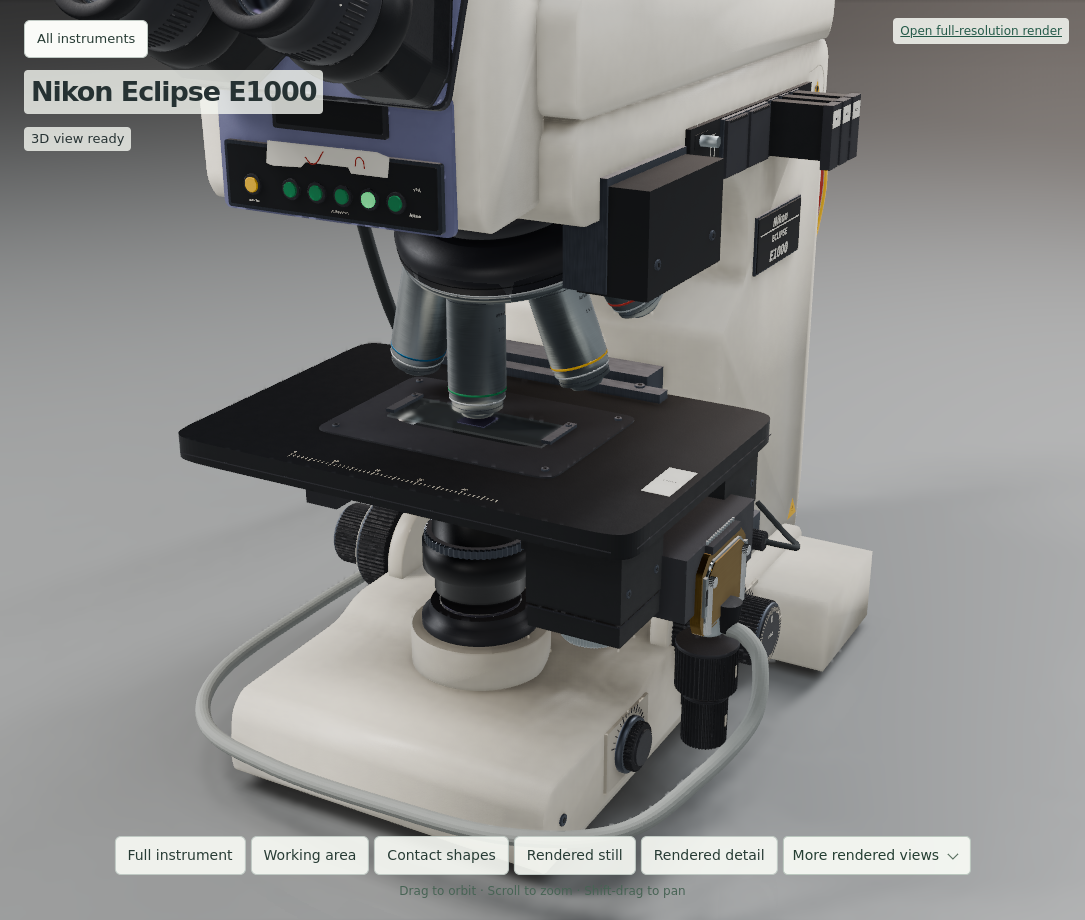 All instruments
Open full-resolution render
Nikon Eclipse E1000
3D view ready
Nikon
ECLIPSE
E1000
Full instrument
Working area
Contact shapes
Rendered still
Rendered detail
More rendered views
Drag to orbit · Scroll to zoom · Shift-drag to pan